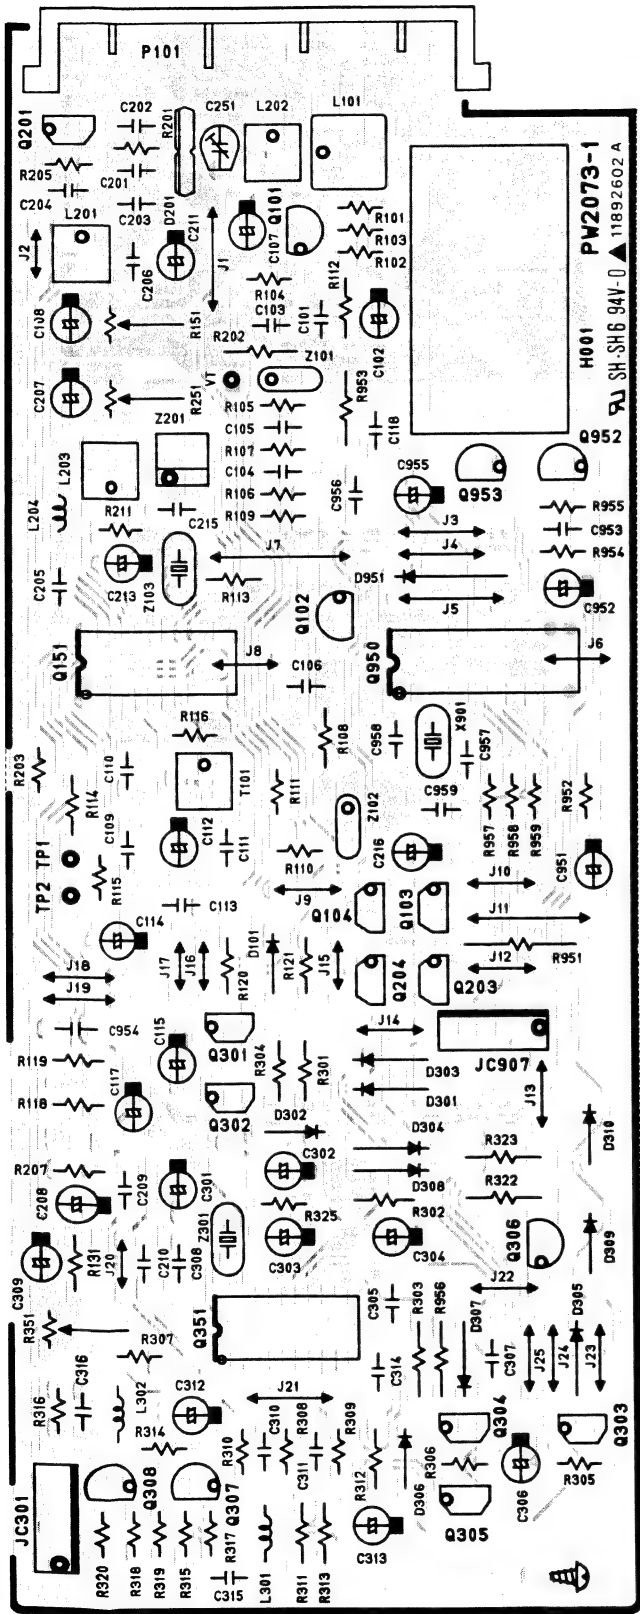 P101
C202
R201
C251
L202
L101
Q201
R205
C201
C204
C203
D201
C211
Q101
C107
R101
R103
R102
L201
J2
C206
J1
R104
C103
C101
R112
C102
PW2073-1
11892602 A
SH-SH6 94V-0
H001
C108
R151
R202
Z101
VT
C207
R251
R105
C105
R953
C118
Z201
R107
C104
L203
Q952
Q953
C955
L204
R211
C215
R106
R109
C956
R955
C953
R954
J3
J4
J7
C205
C213
Z103
R113
D951
J5
C952
Q102
Q151
J8
Q950
J6
C106
R116
R108
C958
X901
C957
R203
C110
R114
T101
R111
Z102
C959
R957
R958
R959
R952
C109
C112
C111
TP1
TP2
R115
R110
C216
C951
J9
J10
C113
Q104
Q103
J11
C114
D101
J18
J19
J17
J16
R120
R121
J15
Q204
Q203
J12
R951
C954
C115
Q301
J14
JC907
R119
C117
R304
R301
D303
R118
Q302
D301
J13
D302
D304
R323
D310
R207
C302
D308
C208
C209
C301
R325
R302
R322
Z301
C303
C304
Q306
D309
C309
R131
J20
C210
C308
R351
Q351
C305
R303
R956
D307
J22
D305
R307
C314
C307
J25
J24
J23
R316
C316
L302
C312
J21
R314
R310
C310
R308
C311
R309
Q304
Q303
R312
D306
R306
C306
R305
JC301
Q308
Q307
Q305
C313
R320
R318
R319
R315
R317
C315
L301
R311
R313